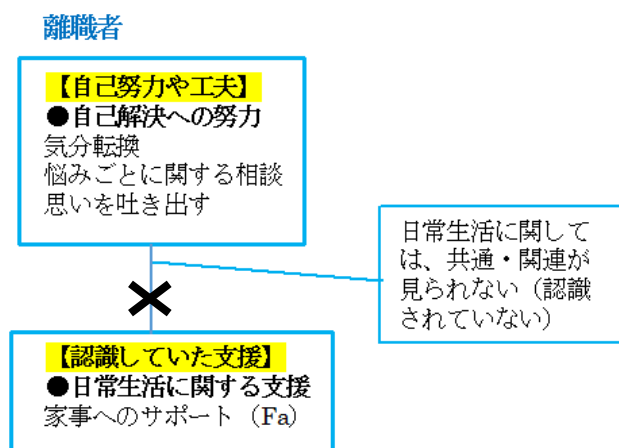 離職者
【自己努力や工夫】
●自己解決への努力
気分転換
悩みごとに関する相談
思いを吐き出す
日常生活に関して
は、共通・関連が
見られない（認識
されていない）
【認識していた支援】
●日常生活に関する支援
家事へのサポート（Fa）